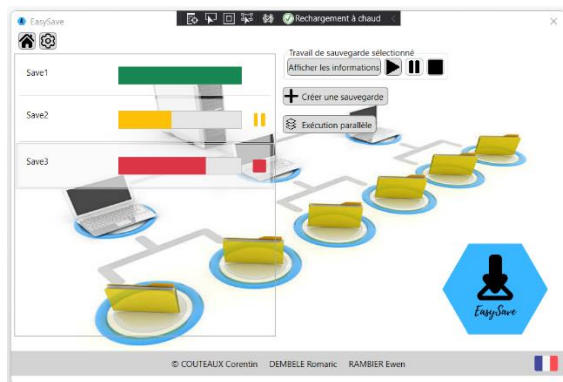 EasySave
Rechargement à chaud
Save1
Save2
Save3
Travail de sauvegarde sélectionné
Afficher les informations
Créer une sauvegarde
Exécution parallèle
EasySave
© COUTEAUX Corentin DEMBELE Romaric RAMBIER Ewen